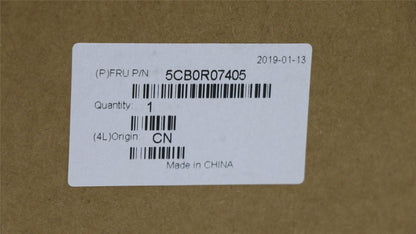 2019-01-13
(P)FRU P/N 5CB0R07405
Quantity: 1
(4L)Origin CN
Made in CHINA